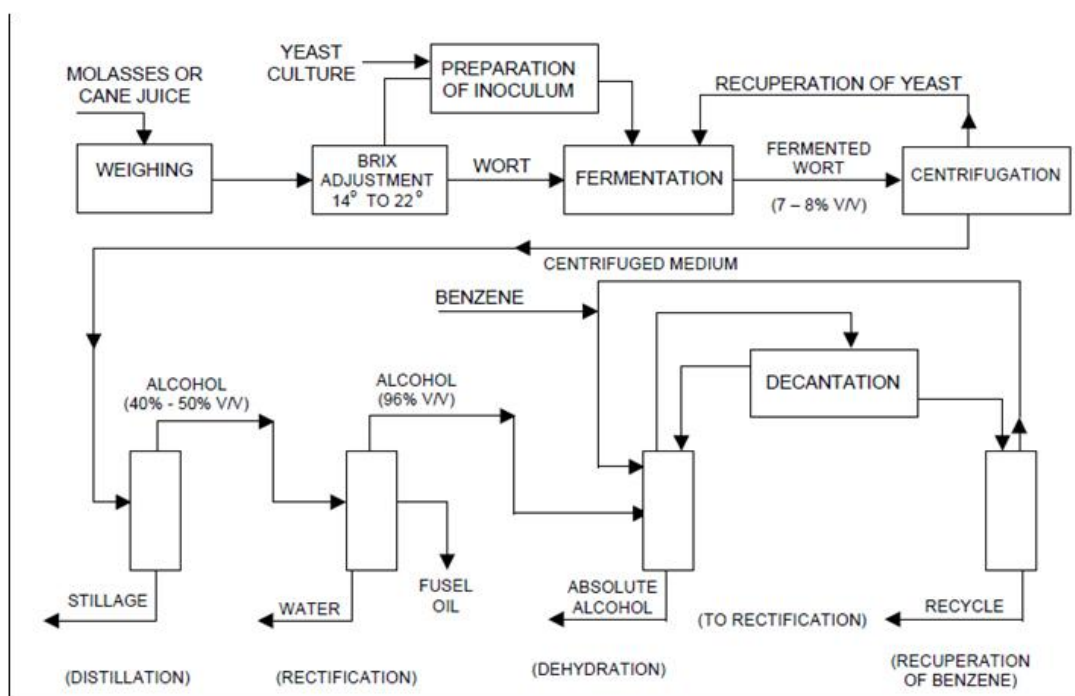 MOLASSES OR
CANE JUICE
WEIGHING
BRIX
ADJUSTMENT
14° TO 22°
YEAST
CULTURE
PREPARATION
OF INOCULUM
WORT
FERMENTATION
RECUPERATION OF YEAST
FERMENTED
WORT
(7 – 8% V/V)
CENTRIFUGATION
CENTRIFUGED MEDIUM
BENZENE
DECANTATION
ALCOHOL
(40% - 50% V/V)
ALCOHOL
(96% V/V)
STILLAGE
WATER
FUSEL
OIL
ABSOLUTE
ALCOHOL
(TO RECTIFICATION)
RECYCLE
(DISTILLATION)
(RECTIFICATION)
(DEHYDRATION)
(RECUPERATION
OF BENZENE)